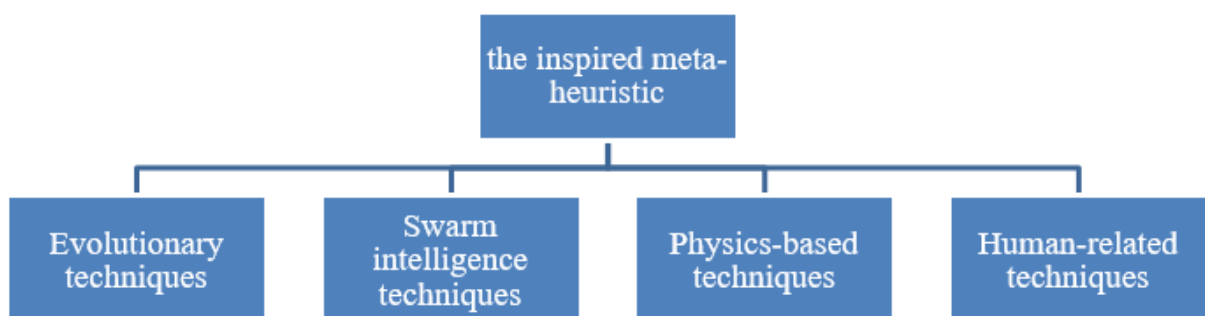 the inspired meta-
heuristic
Evolutionary
techniques
Swarm
intelligence
techniques
Physics-based
techniques
Human-related
techniques